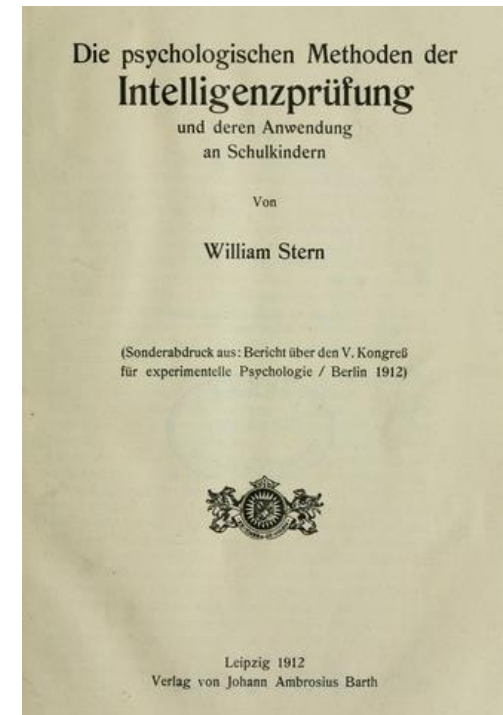 Die psychologischen Methoden der
Intelligenzprüfung
und deren Anwendung
an Schulkindern
Von
William Stern
(Sonderabdruck aus: Bericht über den V. Kongreß
für experimentelle Psychologie / Berlin 1912)
Leipzig 1912
Verlag von Johann Ambrosius Barth